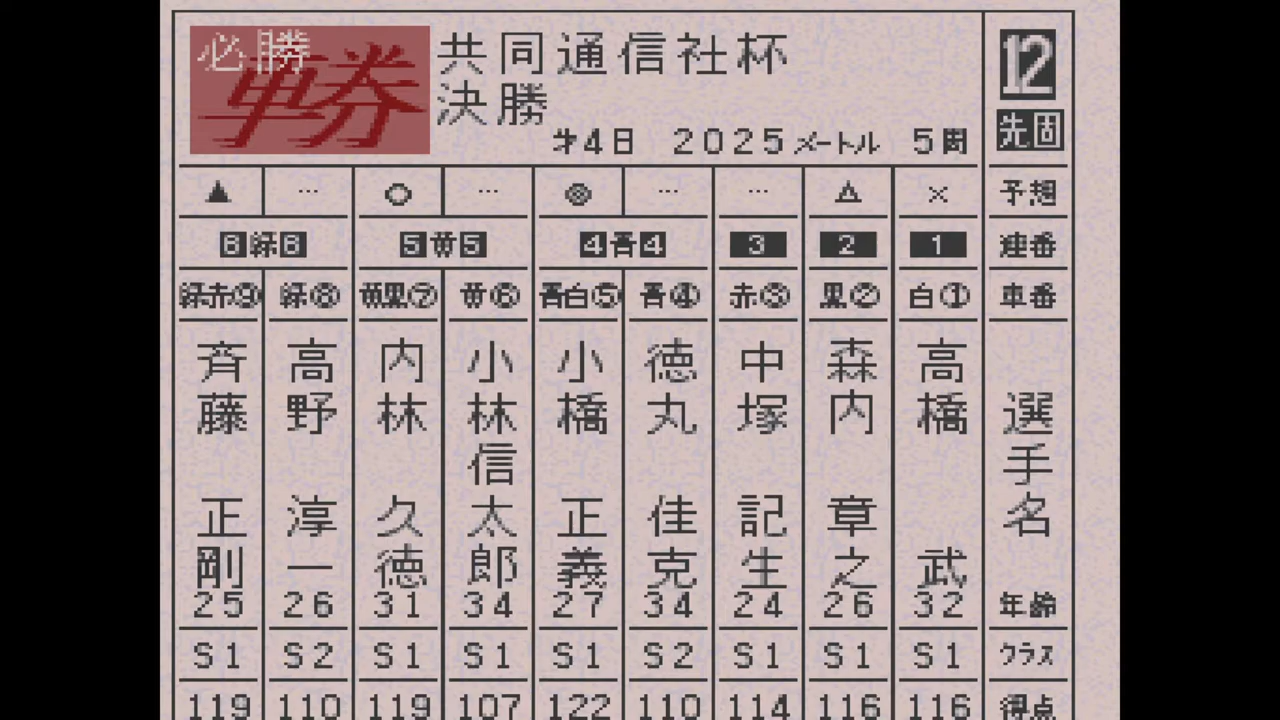 必勝車券
共同通信社杯
決勝
オ4日 2025メートル 5周
12
先固
▲ … ○ … ◎ … … △ × 予想
6緑6 5黄5 4青4 3 2 1 連番
緑赤⑨ 緑⑧ 黄黒⑦ 黄⑥ 青白⑤ 青④ 赤③ 黒② 白① 車番
斉藤正剛 高野淳一 内林久徳 小林信太郎 小橋正義 徳丸佳克 中塚記生 森内章之 高橋武 選手名
25 26 31 34 27 34 24 26 32 年齢
S1 S2 S1 S1 S1 S2 S1 S1 S1 クラス
119 110 119 107 122 110 114 116 116 得点